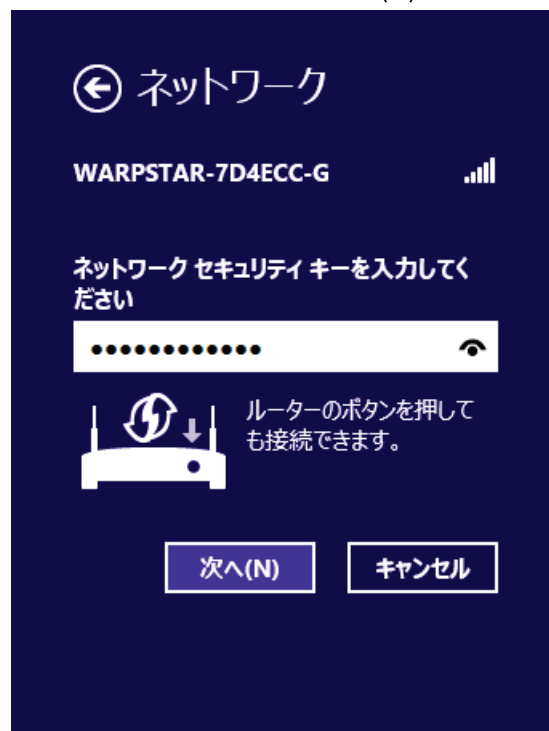 ネットワーク
WARPSTAR-7D4ECC-G
ネットワーク セキュリティ キーを入力してく
ださい
●●●●●●●●●●●●
ルーターのボタンを押して
も接続できます。
次へ(N)
キャンセル